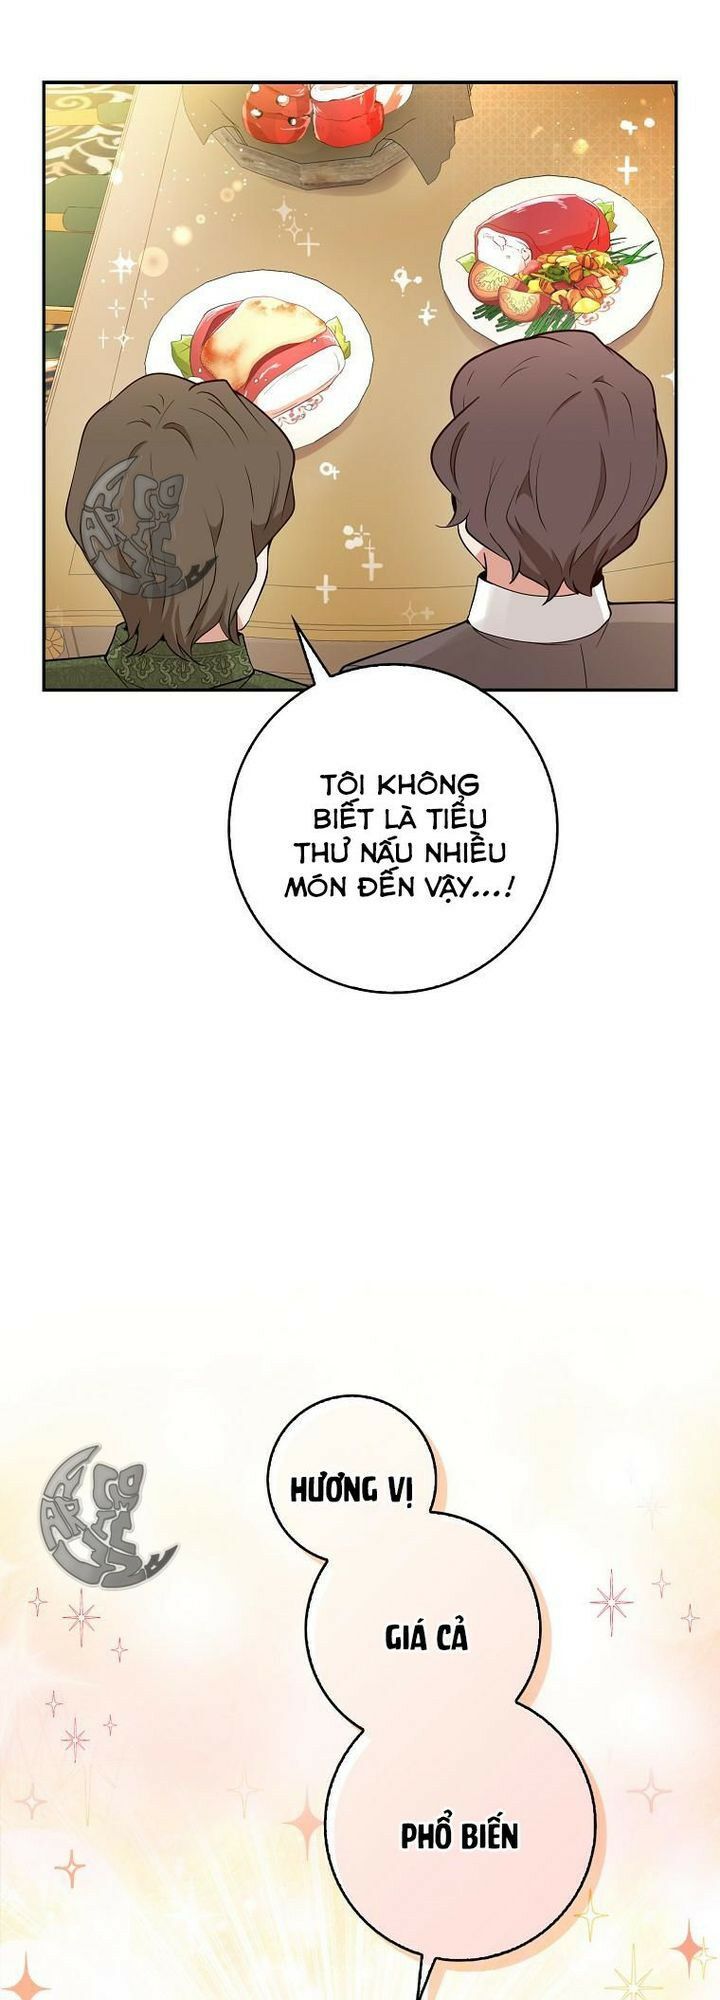 TÔI KHÔNG
BIẾT LÀ TIỂU
THƯ NẤU NHIỀU
MÓN ĐẾN VẬY...!
HƯƠNG VỊ
GIÁ CẢ
PHỔ BIẾN